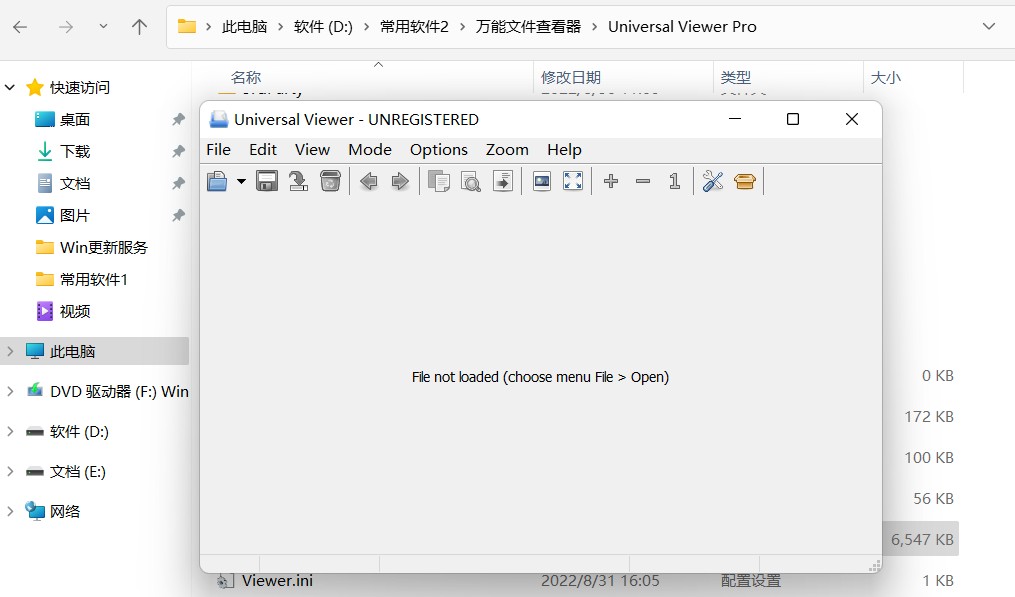 此电脑 > 软件 (D:) > 常用软件2 > 万能文件查看器 > Universal Viewer Pro
名称 修改日期 类型 大小
快速访问
桌面
下载
文档
图片
Win更新服务
常用软件1
视频
此电脑
DVD 驱动器 (F:) Win
软件 (D:)
文档 (E:)
网络
Universal Viewer - UNREGISTERED
File Edit View Mode Options Zoom Help
1
File not loaded (choose menu File > Open)
0 KB
172 KB
100 KB
56 KB
6,547 KB
Viewer.ini 2022/8/31 16:05 配置设置 1 KB